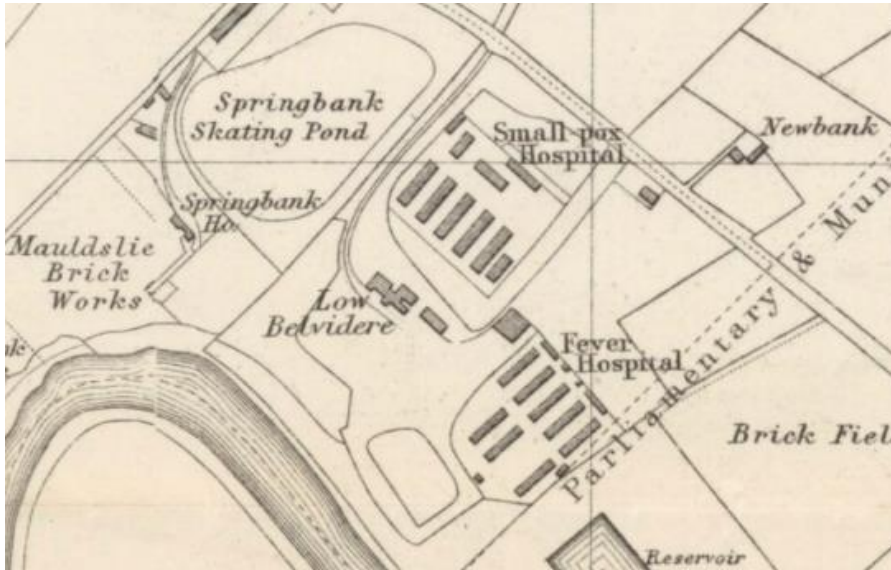 Springbank
Skating Pond
Small-pox
Hospital
Newbank
Springbank
Ho.
Mauldslie
Brick
Works
Low
Belvidere
Fever
Hospital
Parliamentary & Mun
Brick Fiel
Reservoir